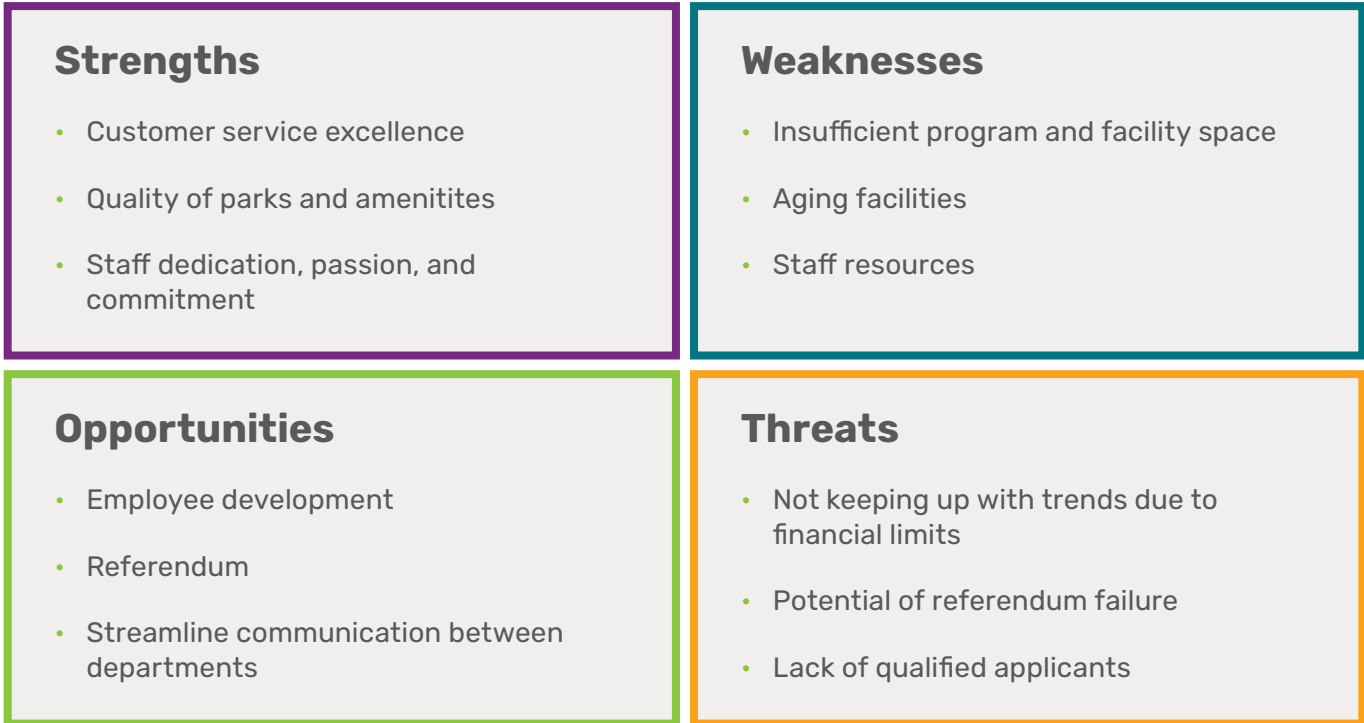 Strengths
• Customer service excellence
• Quality of parks and amenitites
• Staff dedication, passion, and
commitment
Weaknesses
• Insufficient program and facility space
• Aging facilities
• Staff resources
Opportunities
• Employee development
• Referendum
• Streamline communication between
departments
Threats
• Not keeping up with trends due to
financial limits
• Potential of referendum failure
• Lack of qualified applicants